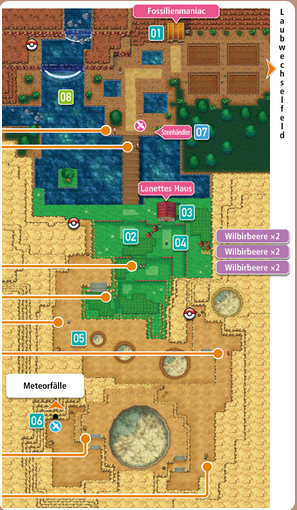 Fossilienmaniac
01
Laubwechselfeld
08
Steinhändler
07
Lanettes Haus
03
02
04
Wilbirbeere ×2
Wilbirbeere ×2
Wilbirbeere ×2
05
Meteorfälle
06